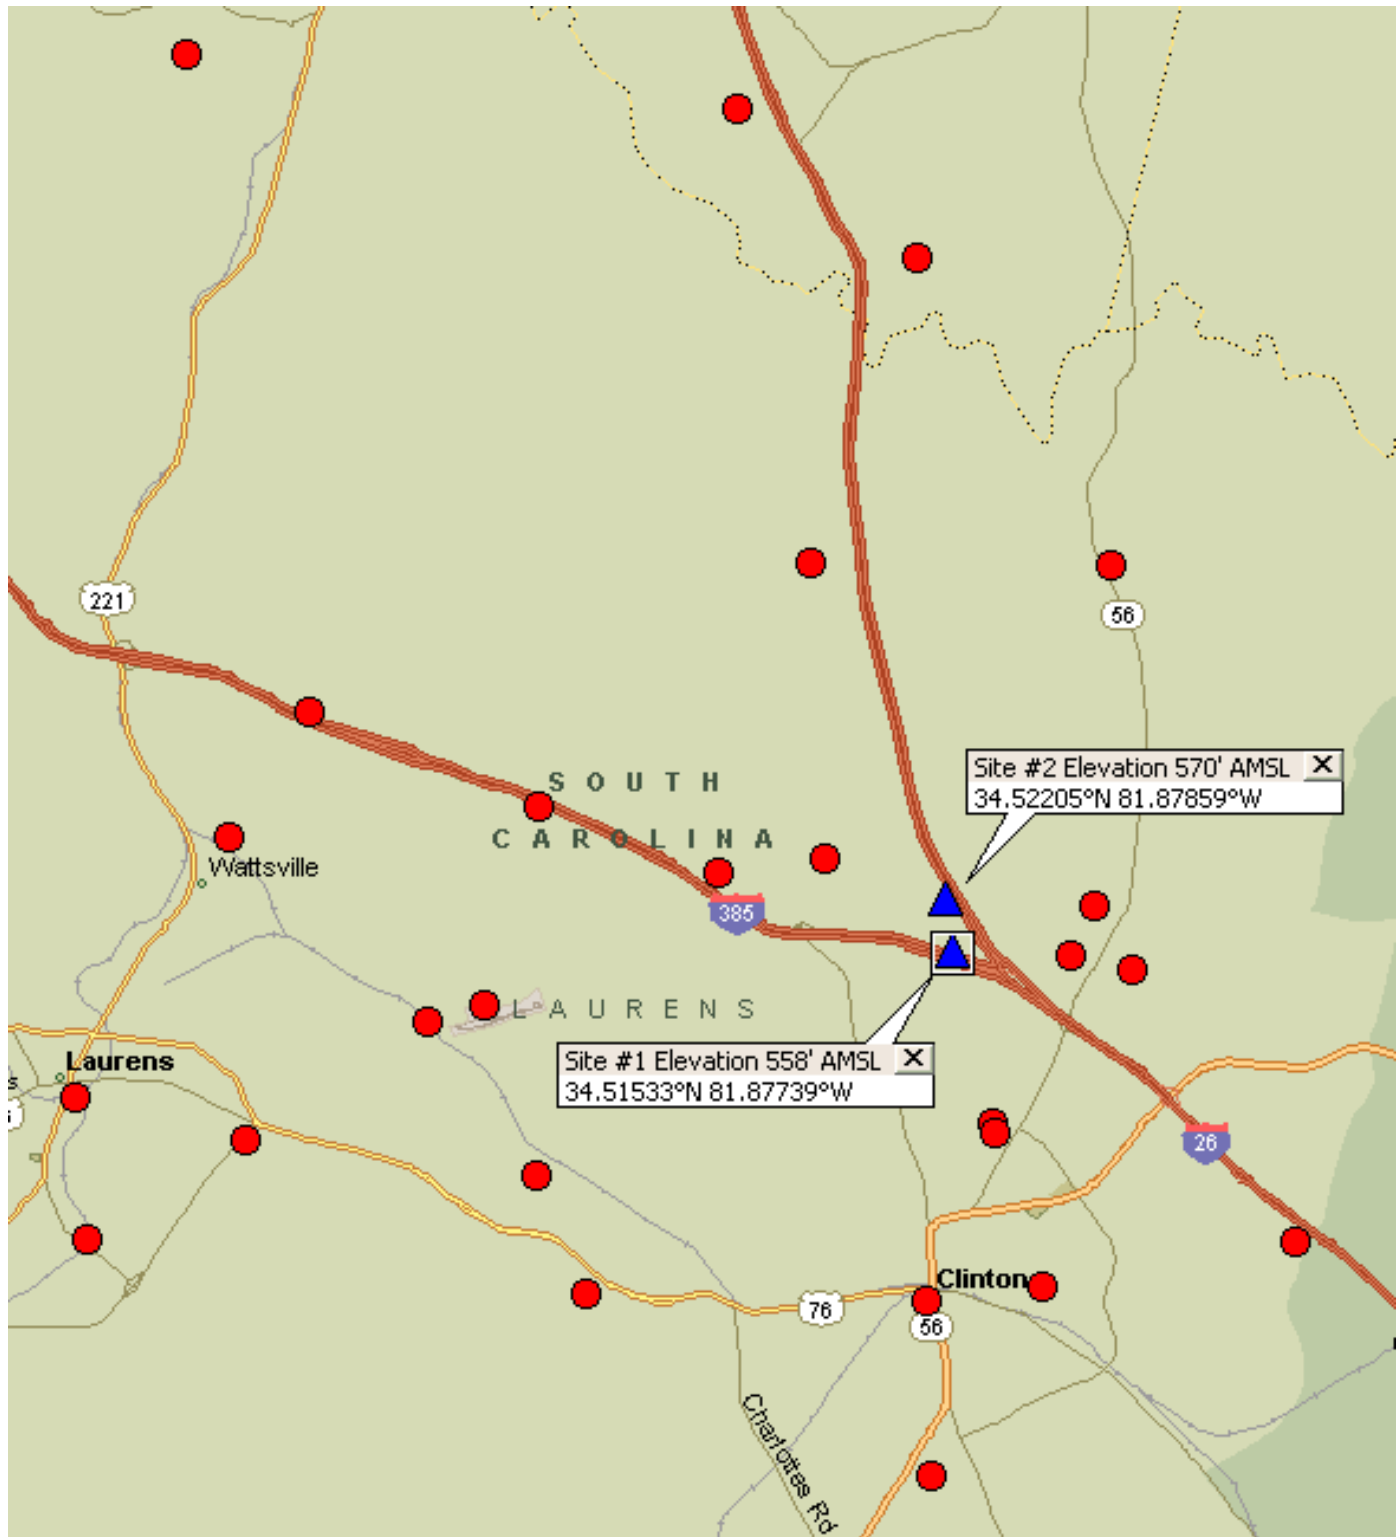 221
56
SOUTH
CAROLINA
Site #2 Elevation 570' AMSL
34.52205°N 81.87859°W
Wattsville
385
LAURENS
Site #1 Elevation 558' AMSL
34.51533°N 81.87739°W
Laurens
26
Clinton
76
56
Charlottes Rd